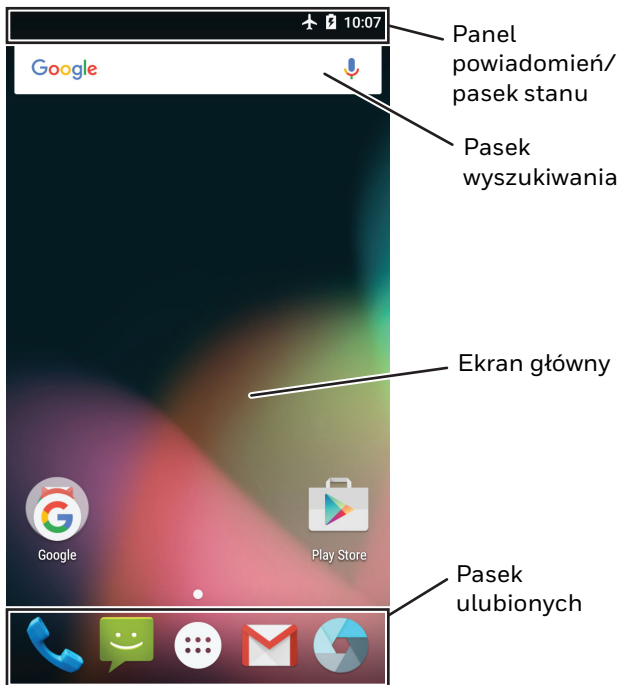 10:07
Panel
powiadomień/
pasek stanu
Google
Pasek
wyszukiwania
Ekran główny
Google
Play Store
Pasek
ulubionych